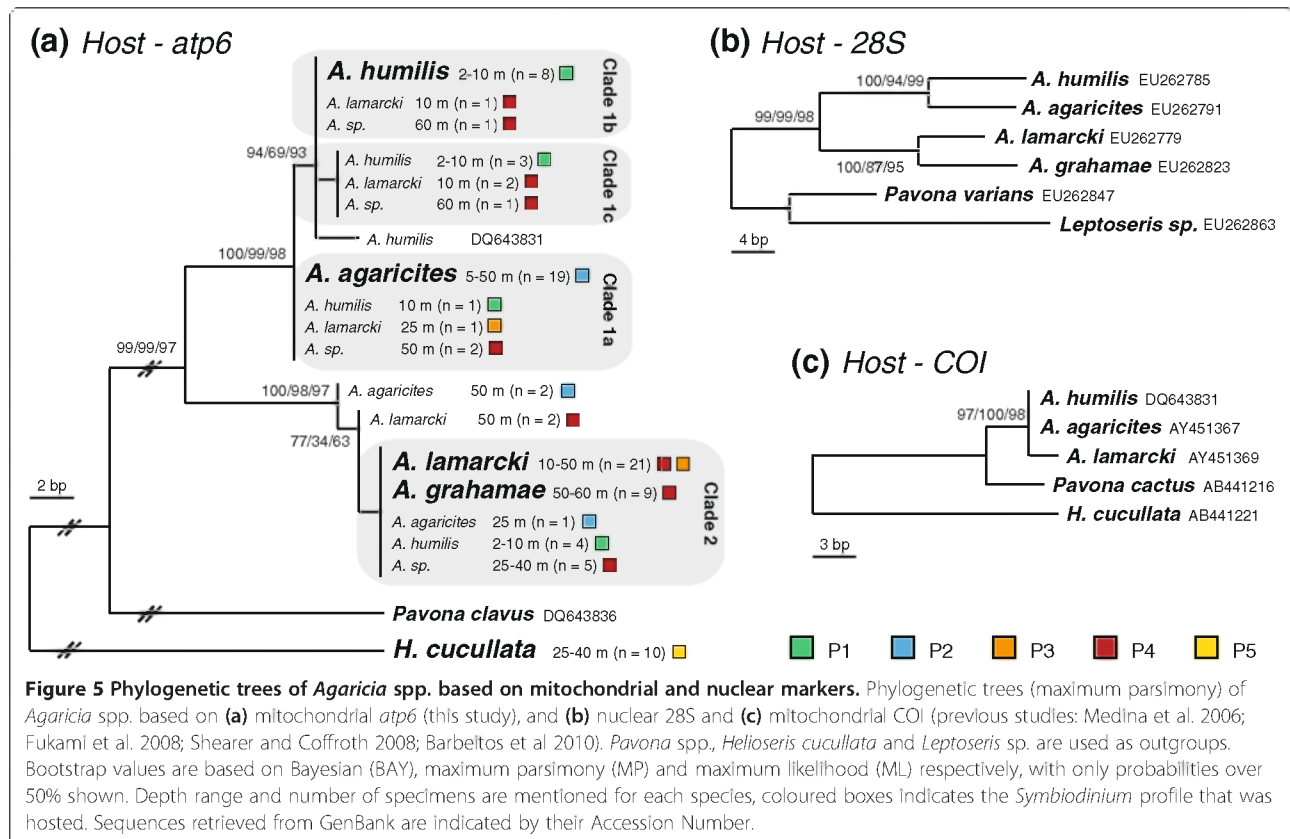 (a) Host - atp6
A. humilis 2-10 m (n = 8)
A. lamarcki 10 m (n = 1)
A. sp. 60 m (n = 1)
Clade 1b
94/69/93
A. humilis 2-10 m (n = 3)
A. lamarcki 10 m (n = 2)
A. sp. 60 m (n = 1)
Clade 1c
A. humilis DQ643831
100/99/98
A. agaricites 5-50 m (n = 19)
A. humilis 10 m (n = 1)
A. lamarcki 25 m (n = 1)
A. sp. 50 m (n = 2)
Clade 1a
99/99/97
100/98/97
A. agaricites 50 m (n = 2)
A. lamarcki 50 m (n = 2)
77/34/63
A. lamarcki 10-50 m (n = 21)
A. grahamae 50-60 m (n = 9)
A. agaricites 25 m (n = 1)
A. humilis 2-10 m (n = 4)
A. sp. 25-40 m (n = 5)
Clade 2
2 bp
Pavona clavus DQ643836
H. cucullata 25-40 m (n = 10)
(b) Host - 28S
100/94/99
A. humilis EU262785
A. agaricites EU262791
99/99/98
A. lamarcki EU262779
A. grahamae EU262823
100/87/95
Pavona varians EU262847
Leptoseris sp. EU262863
4 bp
(c) Host - COI
A. humilis DQ643831
97/100/98
A. agaricites AY451367
A. lamarcki AY451369
Pavona cactus AB441216
H. cucullata AB441221
3 bp
P1 P2 P3 P4 P5
Figure 5 Phylogenetic trees of Agaricia spp. based on mitochondrial and nuclear markers. Phylogenetic trees (maximum parsimony) of
Agaricia spp. based on (a) mitochondrial atp6 (this study), and (b) nuclear 28S and (c) mitochondrial COI (previous studies: Medina et al. 2006;
Fukami et al. 2008; Shearer and Coffroth 2008; Barbeitos et al 2010). Pavona spp., Helioseris cucullata and Leptoseris sp. are used as outgroups.
Bootstrap values are based on Bayesian (BAY), maximum parsimony (MP) and maximum likelihood (ML) respectively, with only probabilities over
50% shown. Depth range and number of specimens are mentioned for each species, coloured boxes indicates the Symbiodinium profile that was
hosted. Sequences retrieved from GenBank are indicated by their Accession Number.